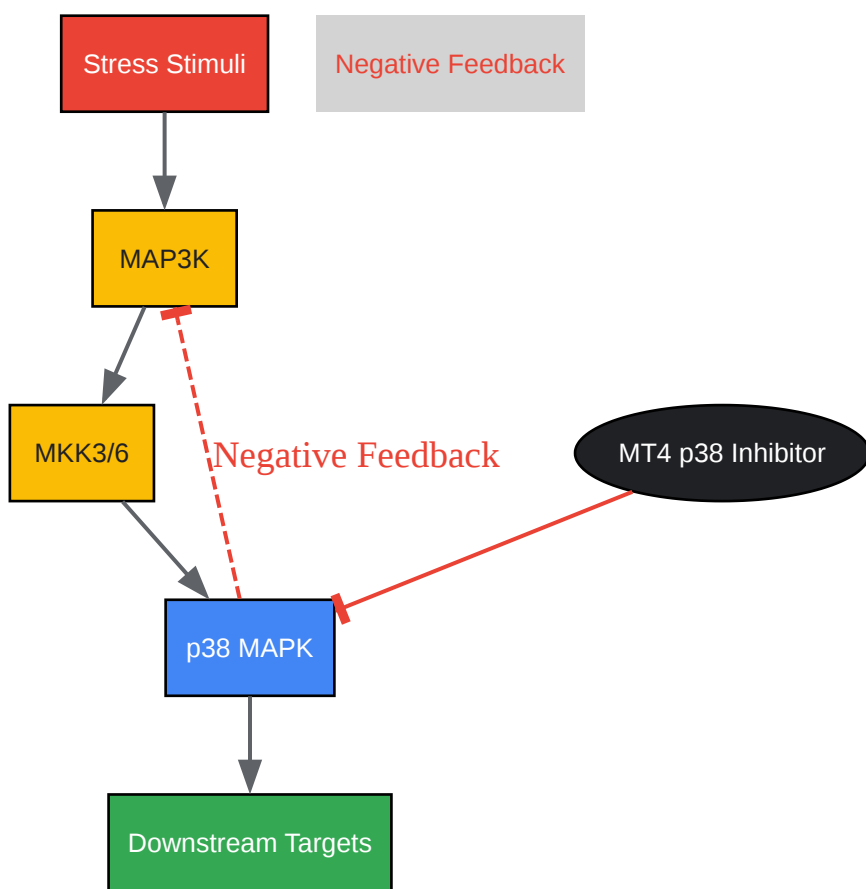 Stress Stimuli
Negative Feedback
MAP3K
MKK3/6
Negative Feedback
MT4 p38 Inhibitor
p38 MAPK
Downstream Targets